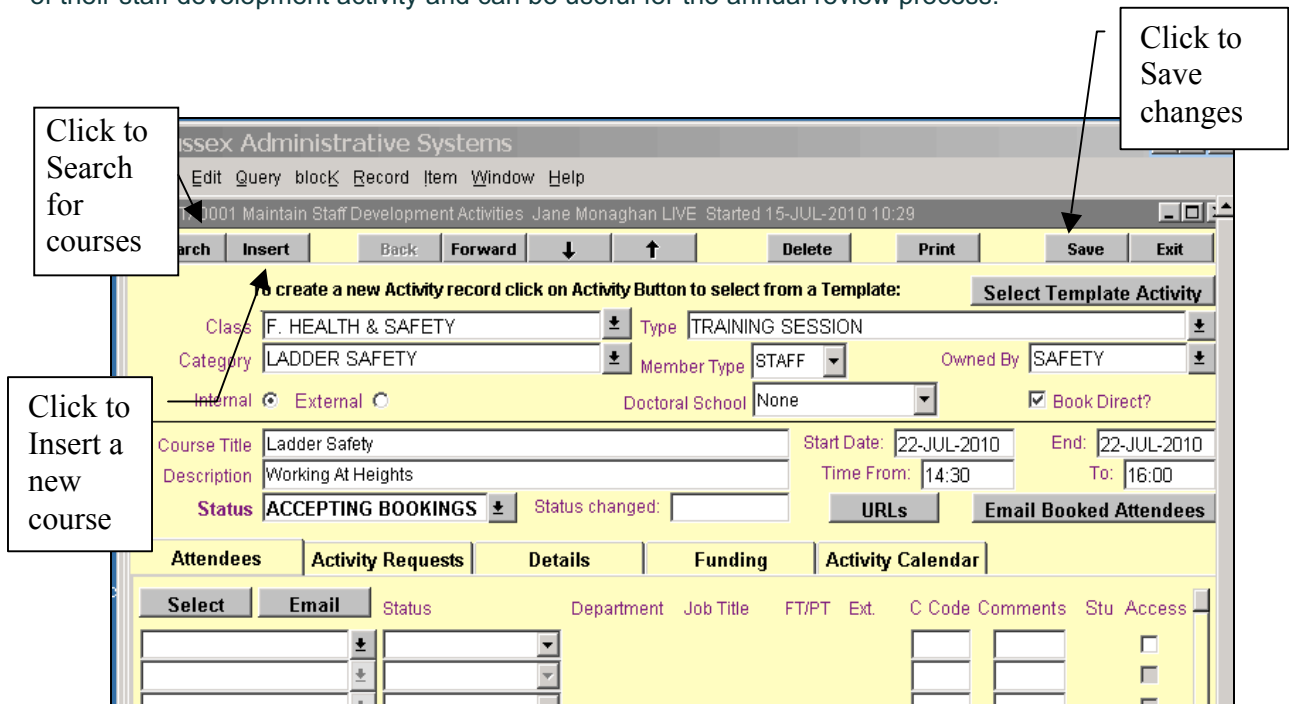 of their staff development activity and can be useful for the annual review process.
Click to
Save
changes
Click to
Search
for
courses
ssex Administrative Systems
Edit Query blocK Record Item Window Help
0001 Maintain Staff Development Activities Jane Monaghan LIVE Started 15-JUL-2010 10:29
arch Insert Back Forward Delete Print Save Exit
To create a new Activity record click on Activity Button to select from a Template: Select Template Activity
Class F. HEALTH & SAFETY Type TRAINING SESSION
Category LADDER SAFETY Member Type STAFF Owned By SAFETY
Internal External Doctoral School None Book Direct?
Click to
Insert a
new
course
Course Title Ladder Safety Start Date: 22-JUL-2010 End: 22-JUL-2010
Description Working At Heights Time From: 14:30 To: 16:00
Status ACCEPTING BOOKINGS Status changed: URLs Email Booked Attendees
Attendees Activity Requests Details Funding Activity Calendar
Select Email Status Department Job Title FT/PT Ext. C Code Comments Stu Access